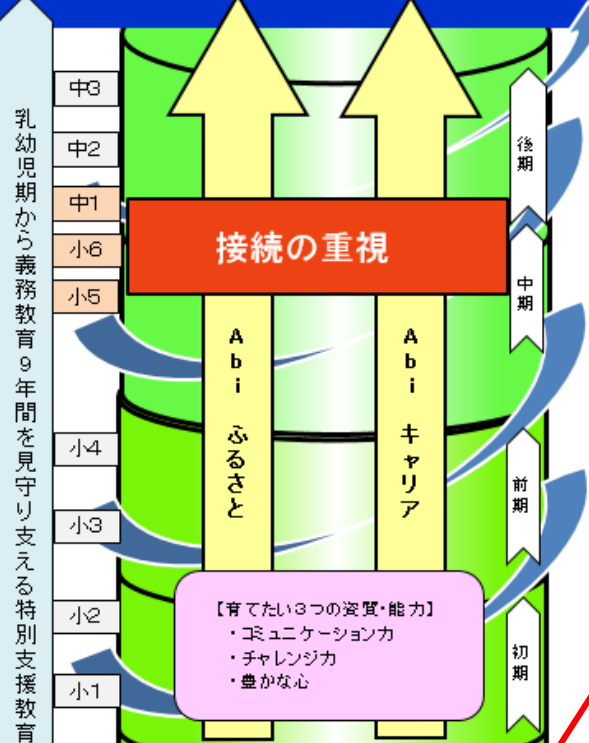 乳幼児期から義務教育9年間を見守り支える特別支援教育
中3
中2
中1
小6
小5
小4
小3
小2
小1
接続の重視
Abi ふるさと
Abi キャリア
後期
中期
前期
初期
【育てたい3つの資質・能力】
・コミュニケーション力
・チャレンジ力
・豊かな心